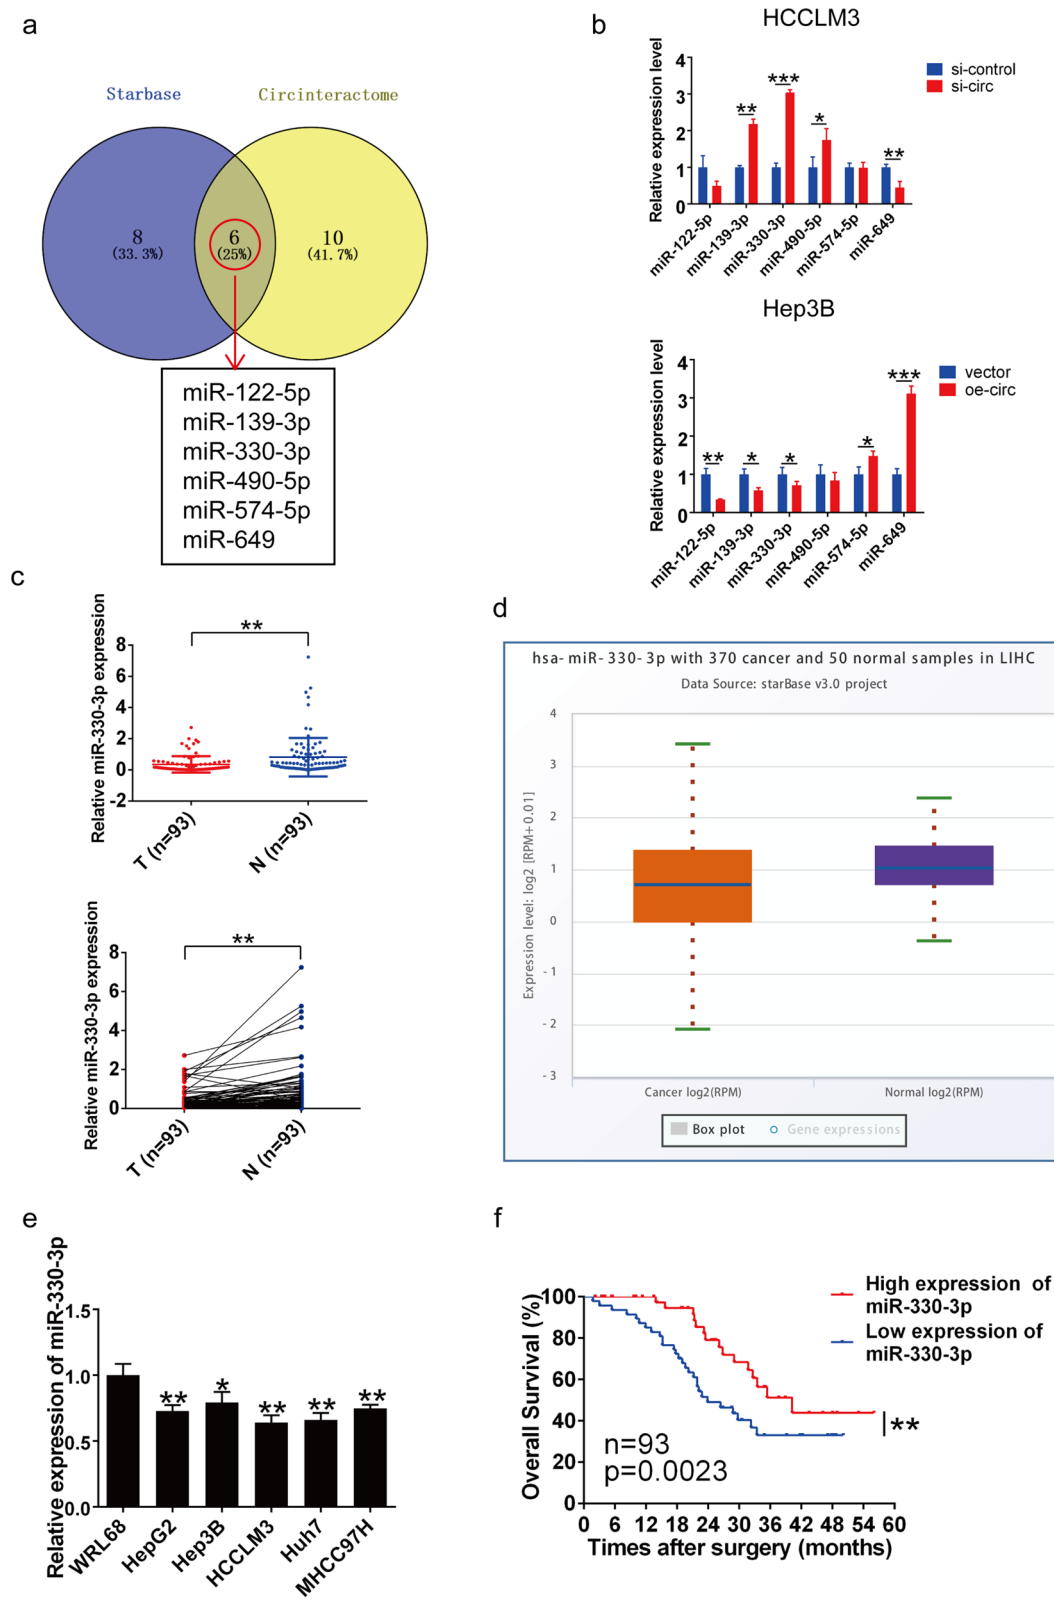 a
Starbase
Circinteractome
8
(33.3%)
6
(25%)
10
(41.7%)
miR-122-5p
miR-139-3p
miR-330-3p
miR-490-5p
miR-574-5p
miR-649
b
HCCLM3
Relative expression level
4
3
2
1
0
**
***
*
**
si-control
si-circ
miR-122-5p
miR-139-3p
miR-330-3p
miR-490-5p
miR-574-5p
miR-649
Hep3B
Relative expression level
4
3
2
1
0
**
*
*
*
***
vector
oe-circ
miR-122-5p
miR-139-3p
miR-330-3p
miR-490-5p
miR-574-5p
miR-649
c
Relative miR-330-3p expression
8
6
4
2
0
-2
**
T (n=93)
N (n=93)
Relative miR-330-3p expression
8
6
4
2
0
**
T (n=93)
N (n=93)
d
hsa-miR-330-3p with 370 cancer and 50 normal samples in LIHC
Data Source: starBase v3.0 project
Expression level: log2 [RPM+0.01]
4
3
2
1
0
-1
-2
-3
Cancer log2(RPM)
Normal log2(RPM)
Box plot
Gene expressions
e
Relative expression of miR-330-3p
1.5
1.0
0.5
0.0
**
*
**
**
**
WRL68
HepG2
Hep3B
HCCLM3
Huh7
MHCC97H
f
Overall Survival (%)
100
80
60
40
20
0
High expression of
miR-330-3p
Low expression of
miR-330-3p
**
n=93
p=0.0023
0 6 12 18 24 30 36 42 48 54 60
Times after surgery (months)